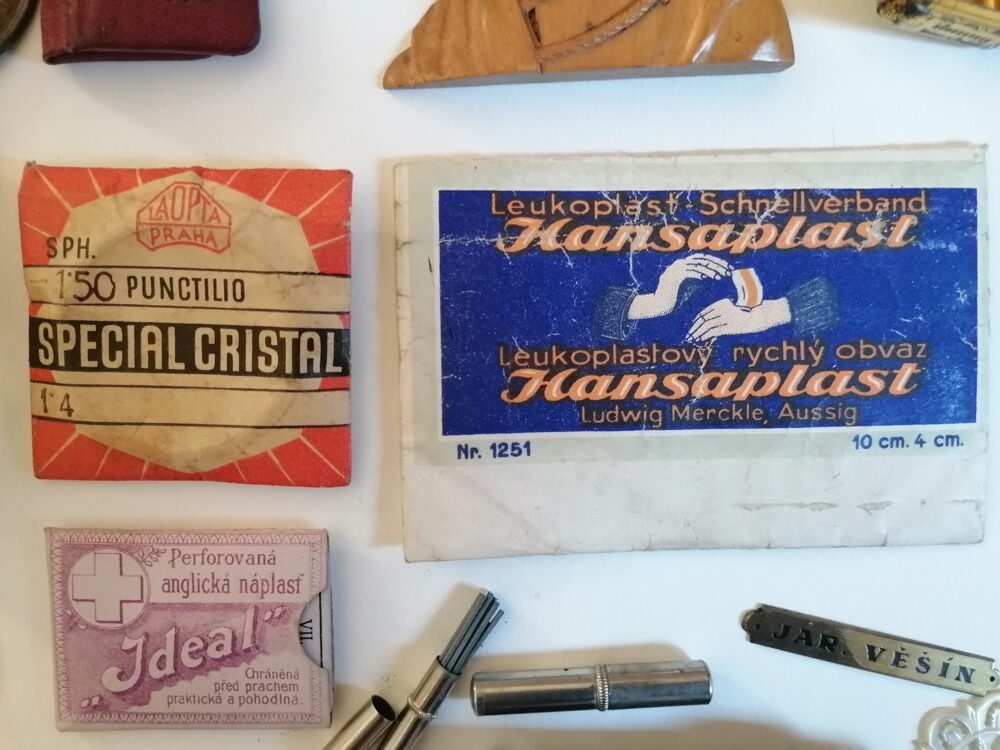 LAOPTA
PRAHA
SPH.
1·50 PUNCTILIO
SPECIAL CRISTAL
1·4
Leukoplast-Schnellverband
Hansaplast
Leukoplastový rychlý obvaz
Hansaplast
Ludwig Merckle, Aussig
Nr. 1251
10 cm. 4 cm.
Perforovaná
anglická náplasť
„Ideal"
VII
Chráněná
před prachem
praktická a pohodlná.
JAR. VĚŠÍN